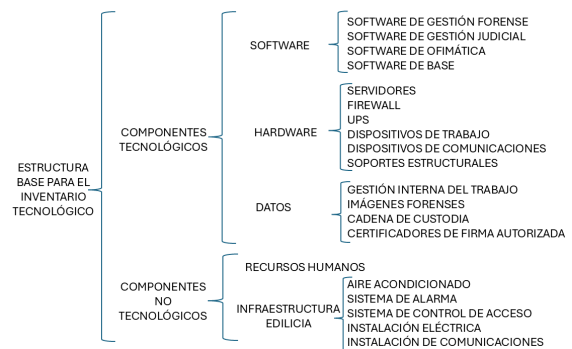 ESTRUCTURA
BASE PARA EL
INVENTARIO
TECNOLÓGICO
COMPONENTES
TECNOLÓGICOS
SOFTWARE
SOFTWARE DE GESTIÓN FORENSE
SOFTWARE DE GESTIÓN JUDICIAL
SOFTWARE DE OFIMÁTICA
SOFTWARE DE BASE
HARDWARE
SERVIDORES
FIREWALL
UPS
DISPOSITIVOS DE TRABAJO
DISPOSITIVOS DE COMUNICACIONES
SOPORTES ESTRUCTURALES
DATOS
GESTIÓN INTERNA DEL TRABAJO
IMÁGENES FORENSES
CADENA DE CUSTODIA
CERTIFICADORES DE FIRMA AUTORIZADA
COMPONENTES
NO
TECNOLÓGICOS
RECURSOS HUMANOS
INFRAESTRUCTURA
EDILICIA
AIRE ACONDICIONADO
SISTEMA DE ALARMA
SISTEMA DE CONTROL DE ACCESO
INSTALACIÓN ELÉCTRICA
INSTALACIÓN DE COMUNICACIONES